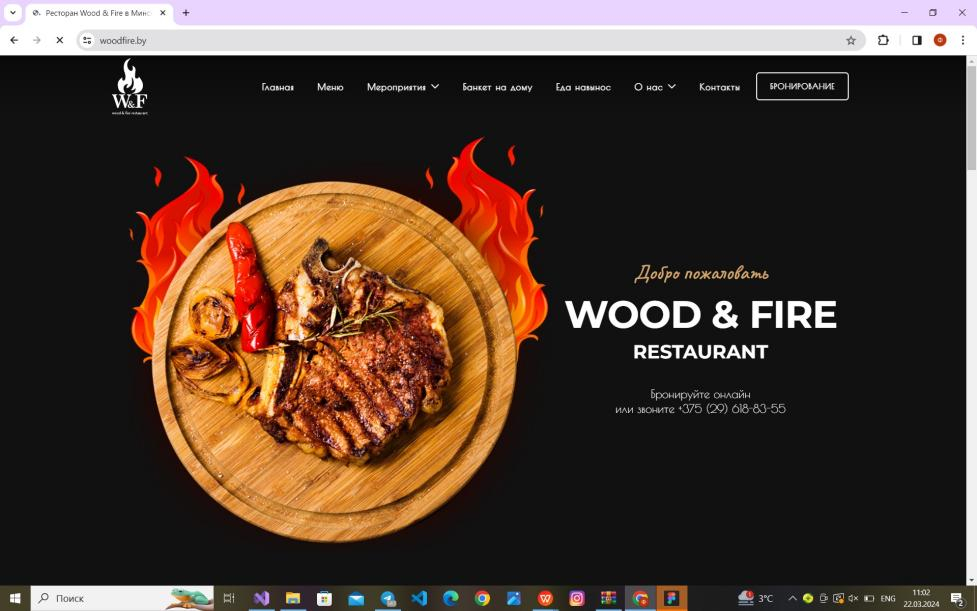 Ресторан Wood & Fire в Минс
woodfire.by
W&F
wood & fire restaurant
Главная
Меню
Мероприятия
Банкет на дому
Еда навынос
О нас
Контакты
БРОНИРОВАНИЕ
Добро пожаловать
WOOD & FIRE
RESTAURANT
Бронируйте онлайн
или звоните +375 (29) 618-83-55
Поиск
3°C
ENG
11:02
22.03.2024